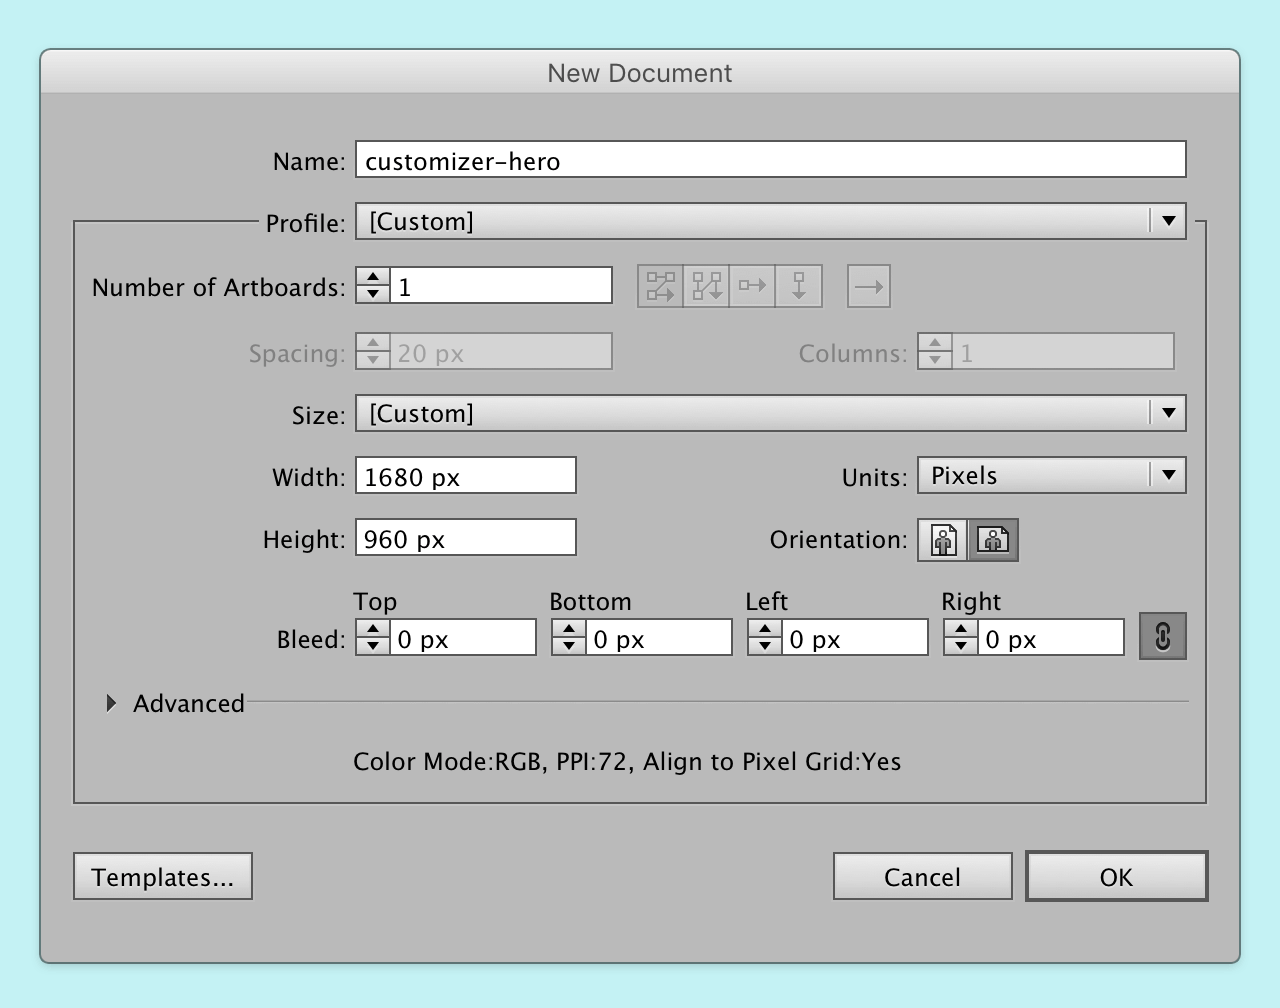 New Document
Name: customizer-hero
Profile: [Custom]
Number of Artboards: 1
Spacing: 20 px Columns: 1
Size: [Custom]
Width: 1680 px Units: Pixels
Height: 960 px Orientation:
Top Bottom Left Right
Bleed: 0 px 0 px 0 px 0 px
Advanced
Color Mode:RGB, PPI:72, Align to Pixel Grid:Yes
Templates... Cancel OK